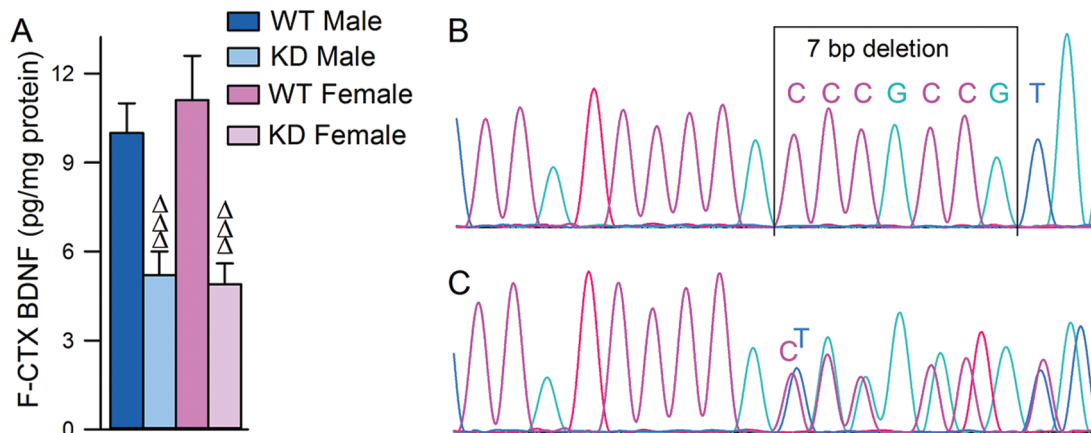 A
F-CTX BDNF (pg/mg protein)
12
9
6
3
0
WT Male
KD Male
WT Female
KD Female
ΔΔΔ
ΔΔΔ
B
7 bp deletion
C C C G C C G T
C
C T